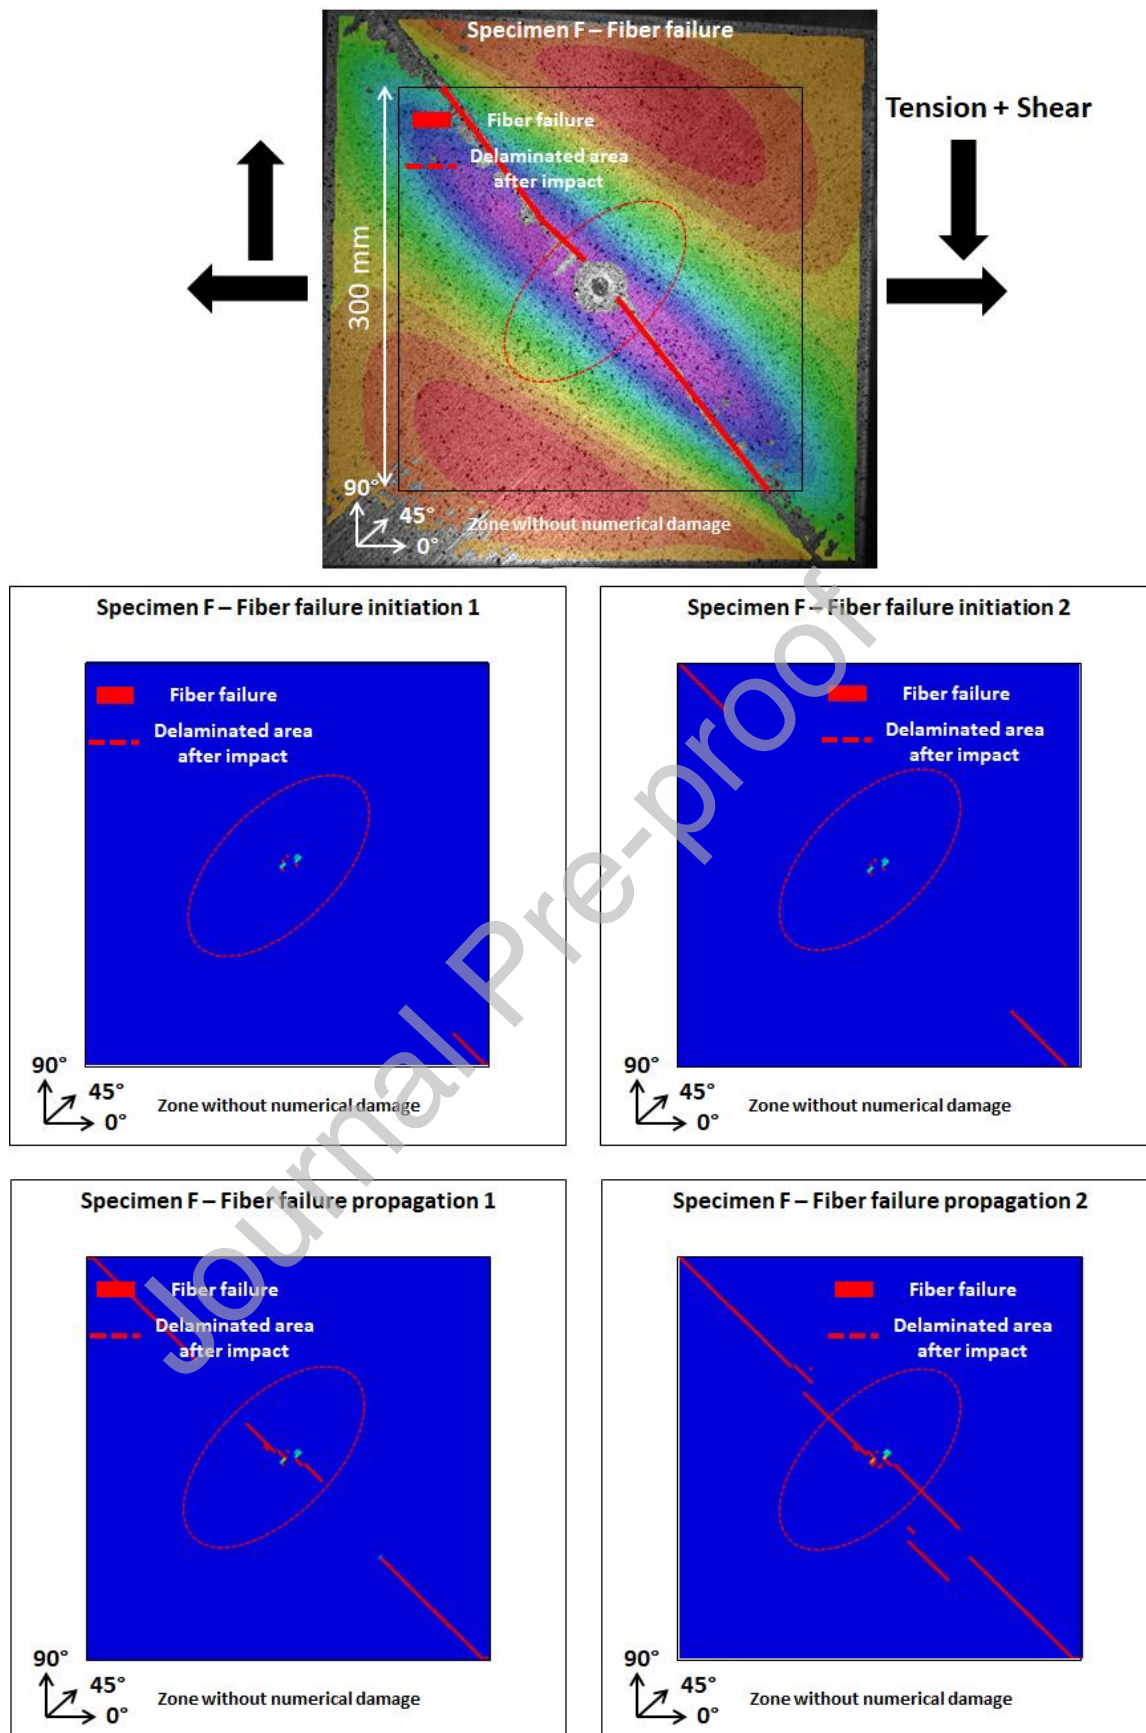 Specimen F – Fiber failure
Fiber failure
Delaminated area
after impact
Tension + Shear
300 mm
90°
45°
0°
Zone without numerical damage
Specimen F – Fiber failure initiation 1
Fiber failure
Delaminated area
after impact
90°
45°
0°
Zone without numerical damage
Specimen F – Fiber failure initiation 2
Fiber failure
Delaminated area
after impact
90°
45°
0°
Zone without numerical damage
Specimen F – Fiber failure propagation 1
Fiber failure
Delaminated area
after impact
90°
45°
0°
Zone without numerical damage
Specimen F – Fiber failure propagation 2
Fiber failure
Delaminated area
after impact
90°
45°
0°
Zone without numerical damage
Journal Pre-proof